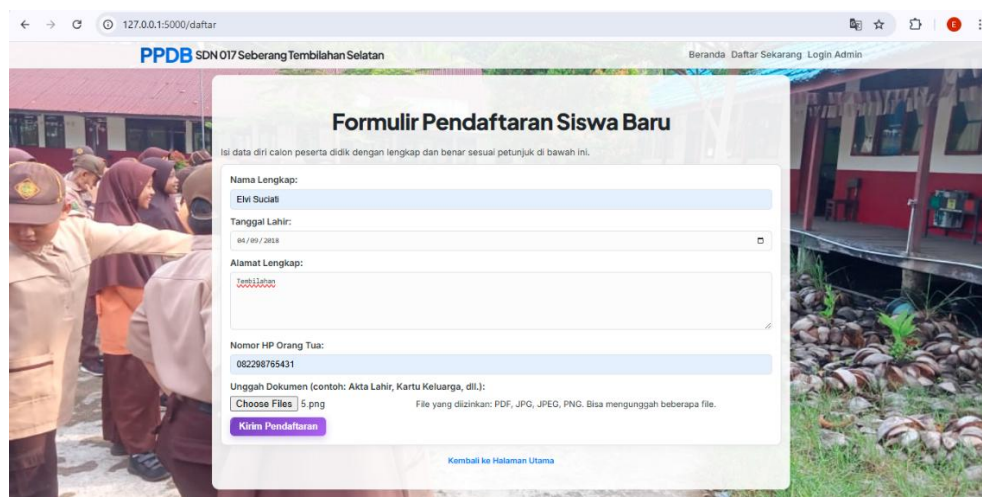 127.0.0.1:5000/daftar
E
PPDB SDN 017 Seberang Tembilahan Selatan
Beranda Daftar Sekarang Login Admin
Formulir Pendaftaran Siswa Baru
Isi data diri calon peserta didik dengan lengkap dan benar sesuai petunjuk di bawah ini.
Nama Lengkap:
Elvi Suciati
Tanggal Lahir:
04/09/2018
Alamat Lengkap:
Tembilahan
Nomor HP Orang Tua:
082298765431
Unggah Dokumen (contoh: Akta Lahir, Kartu Keluarga, dll.):
Choose Files 5.png File yang diizinkan: PDF, JPG, JPEG, PNG. Bisa mengunggah beberapa file.
Kirim Pendaftaran
Kembali ke Halaman Utama